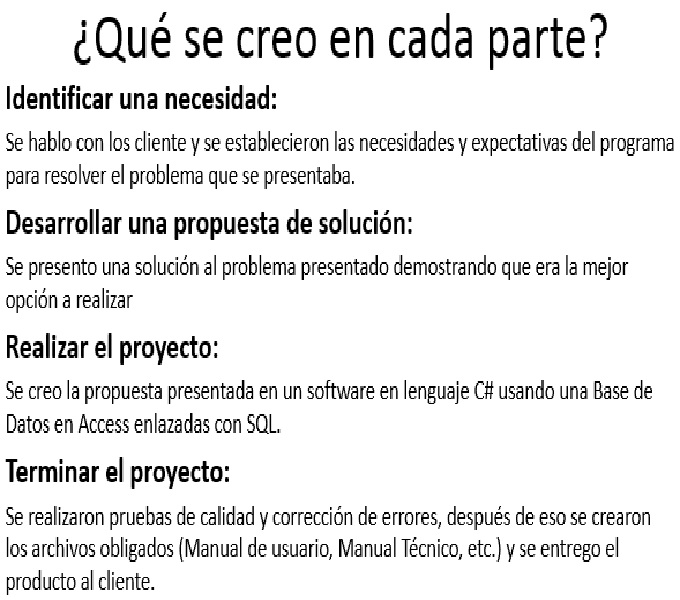 ¿Qué se creo en cada parte?
Identificar una necesidad:
Se hablo con los cliente y se establecieron las necesidades y expectativas del programa
para resolver el problema que se presentaba.
Desarrollar una propuesta de solución:
Se presento una solución al problema presentado demostrando que era la mejor
opción a realizar
Realizar el proyecto:
Se creo la propuesta presentada en un software en lenguaje C# usando una Base de
Datos en Access enlazadas con SQL.
Terminar el proyecto:
Se realizaron pruebas de calidad y corrección de errores, después de eso se crearon
los archivos obligados (Manual de usuario, Manual Técnico, etc.) y se entrego el
producto al cliente.